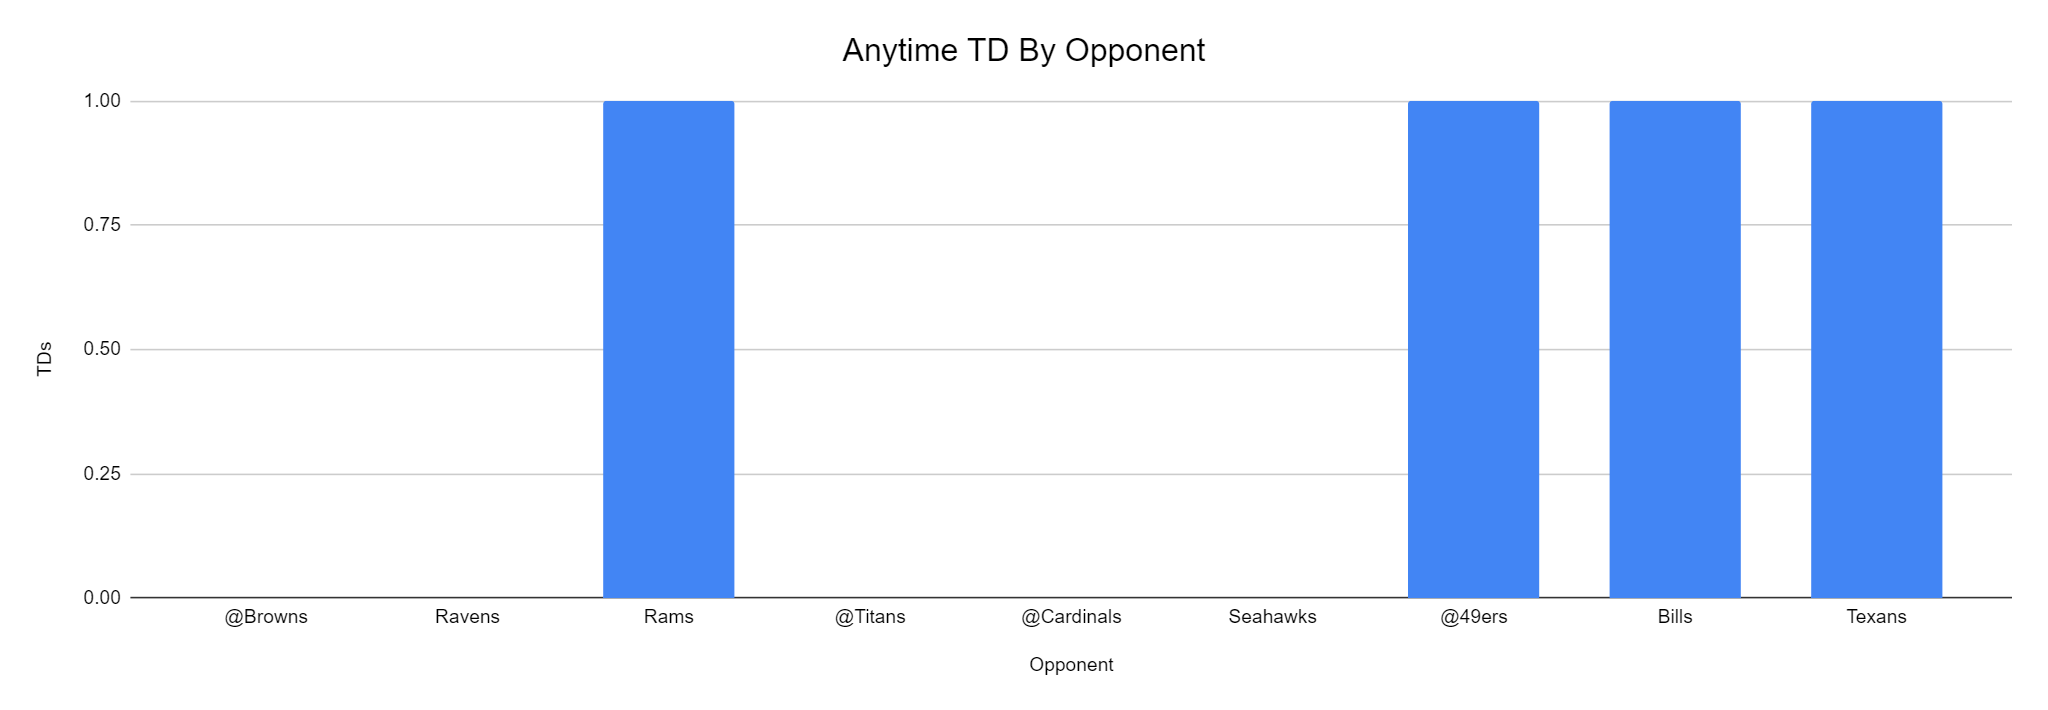 Anytime TD By Opponent
1.00
0.75
0.50
0.25
0.00
TDs
@Browns Ravens Rams @Titans @Cardinals Seahawks @49ers Bills Texans
Opponent